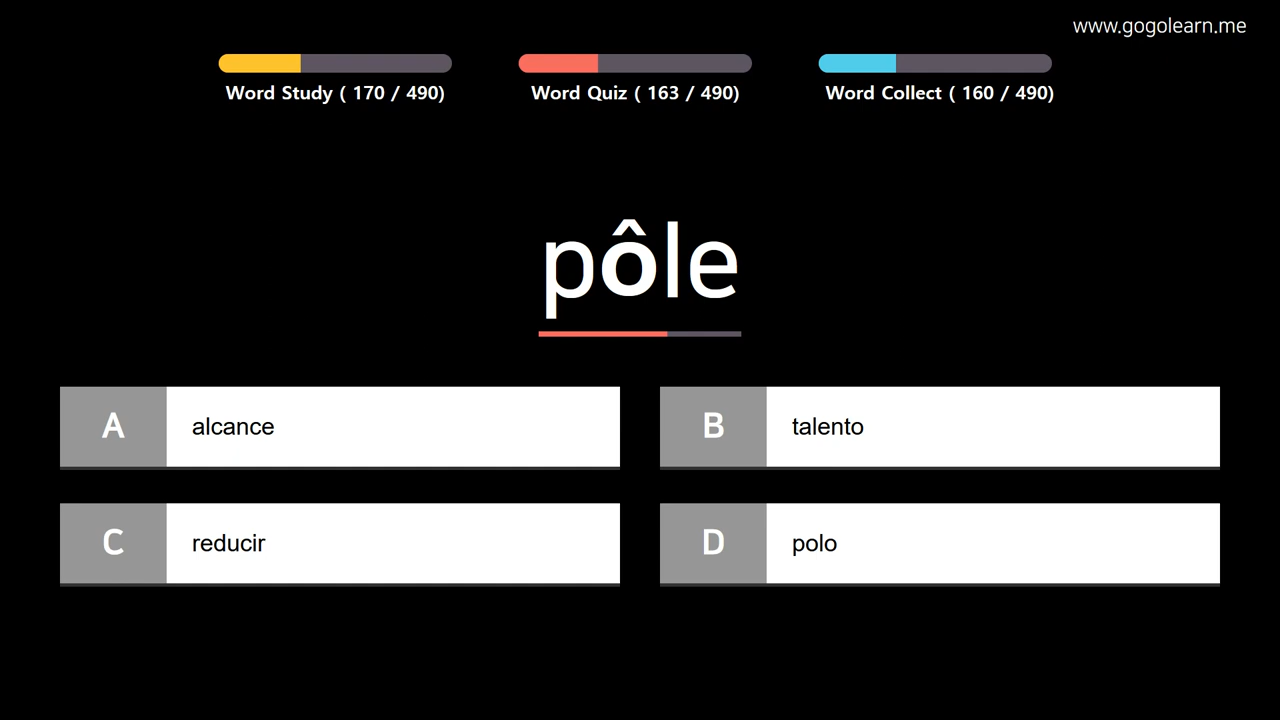 www.gogolearn.me
Word Study ( 170 / 490)
Word Quiz ( 163 / 490)
Word Collect ( 160 / 490)
pôle
A alcance
B talento
C reducir
D polo